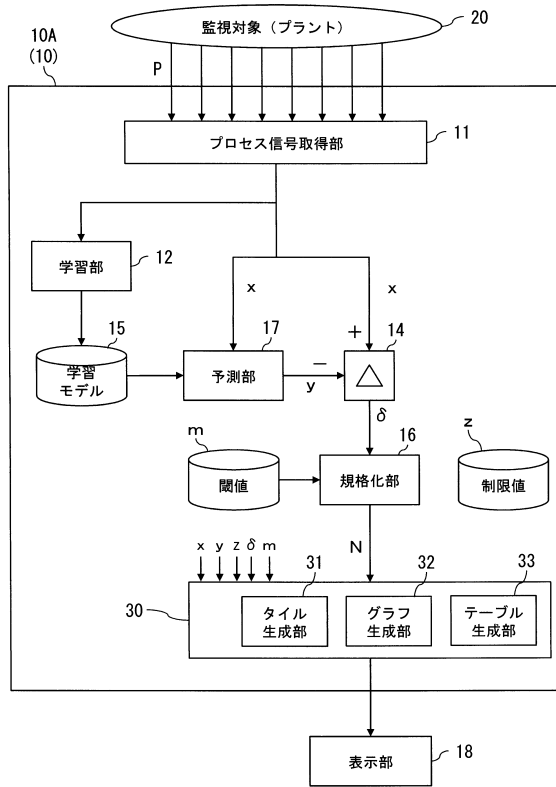 監視対象（プラント）
20
10A
(10)
P
プロセス信号取得部
11
学習部
12
x
x
15
17
14
+
学習
モデル
予測部
−
y
△
δ
m
16
z
閾値
規格化部
制限値
x y z δ m
N
31
32
33
30
タイル
生成部
グラフ
生成部
テーブル
生成部
表示部
18